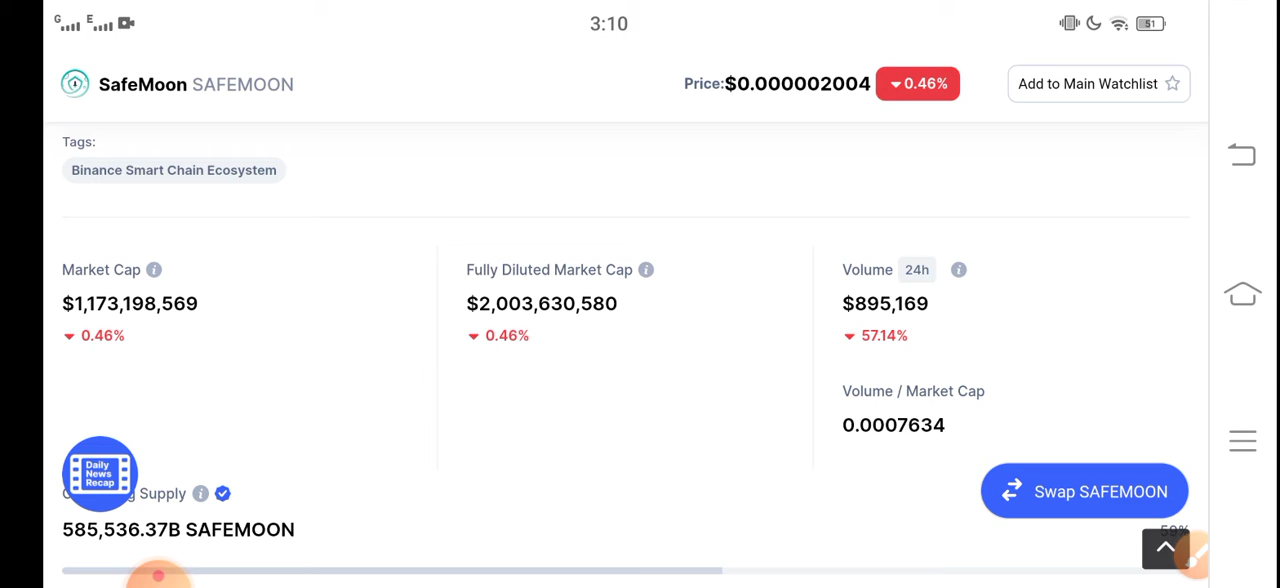 G E 3:10 51
SafeMoon SAFEMOON Price:$0.000002004 0.46% Add to Main Watchlist
Tags:
Binance Smart Chain Ecosystem
Market Cap Fully Diluted Market Cap Volume 24h
$1,173,198,569 $2,003,630,580 $895,169
0.46% 0.46% 57.14%
Volume / Market Cap
0.0007634
Daily
News
Recap
Supply
Swap SAFEMOON
585,536.37B SAFEMOON
59%